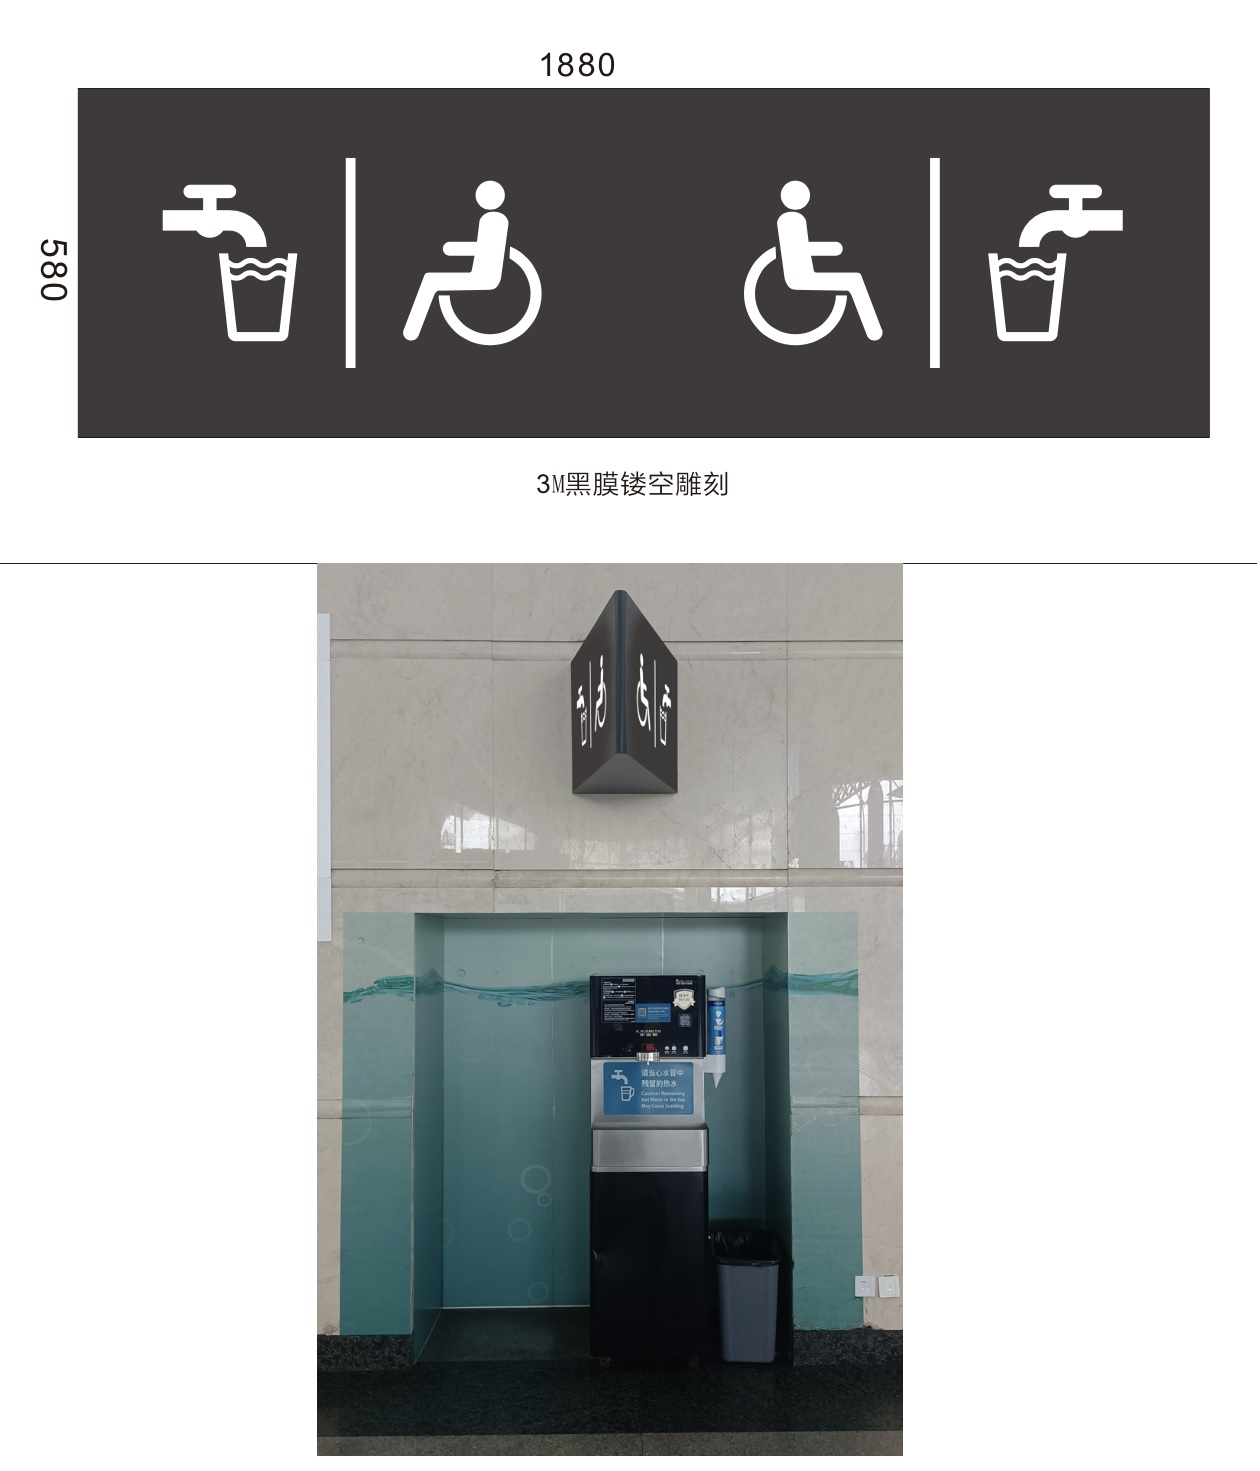 1880
580
3M黑膜镂空雕刻
请当心水管中
残留的热水
Caution! Remaining
Hot Water in the Tap
May Cause Scalding